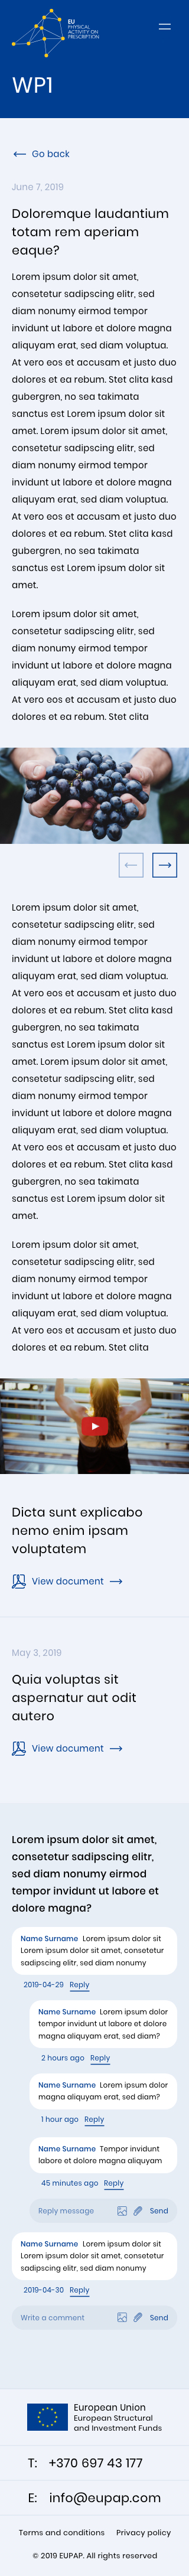 EU
PHYSICAL
ACTIVITY ON
PRESCRIPTION
WP1
Go back
June 7, 2019
Doloremque laudantium
totam rem aperiam
eaque?
Lorem ipsum dolor sit amet,
consetetur sadipscing elitr, sed
diam nonumy eirmod tempor
invidunt ut labore et dolore magna
aliquyam erat, sed diam voluptua.
At vero eos et accusam et justo duo
dolores et ea rebum. Stet clita kasd
gubergren, no sea takimata
sanctus est Lorem ipsum dolor sit
amet. Lorem ipsum dolor sit amet,
consetetur sadipscing elitr, sed
diam nonumy eirmod tempor
invidunt ut labore et dolore magna
aliquyam erat, sed diam voluptua.
At vero eos et accusam et justo duo
dolores et ea rebum. Stet clita kasd
gubergren, no sea takimata
sanctus est Lorem ipsum dolor sit
amet.
Lorem ipsum dolor sit amet,
consetetur sadipscing elitr, sed
diam nonumy eirmod tempor
invidunt ut labore et dolore magna
aliquyam erat, sed diam voluptua.
At vero eos et accusam et justo duo
dolores et ea rebum. Stet clita
Lorem ipsum dolor sit amet,
consetetur sadipscing elitr, sed
diam nonumy eirmod tempor
invidunt ut labore et dolore magna
aliquyam erat, sed diam voluptua.
At vero eos et accusam et justo duo
dolores et ea rebum. Stet clita kasd
gubergren, no sea takimata
sanctus est Lorem ipsum dolor sit
amet. Lorem ipsum dolor sit amet,
consetetur sadipscing elitr, sed
diam nonumy eirmod tempor
invidunt ut labore et dolore magna
aliquyam erat, sed diam voluptua.
At vero eos et accusam et justo duo
dolores et ea rebum. Stet clita kasd
gubergren, no sea takimata
sanctus est Lorem ipsum dolor sit
amet.
Lorem ipsum dolor sit amet,
consetetur sadipscing elitr, sed
diam nonumy eirmod tempor
invidunt ut labore et dolore magna
aliquyam erat, sed diam voluptua.
At vero eos et accusam et justo duo
dolores et ea rebum. Stet clita
Dicta sunt explicabo
nemo enim ipsam
voluptatem
View document
May 3, 2019
Quia voluptas sit
aspernatur aut odit
autero
View document
Lorem ipsum dolor sit amet,
consetetur sadipscing elitr,
sed diam nonumy eirmod
tempor invidunt ut labore et
dolore magna?
Name Surname Lorem ipsum dolor sit
Lorem ipsum dolor sit amet, consetetur
sadipscing elitr, sed diam nonumy
2019-04-29 Reply
Name Surname Lorem ipsum dolor
tempor invidunt ut labore et dolore
magna aliquyam erat, sed diam?
2 hours ago Reply
Name Surname Lorem ipsum dolor
magna aliquyam erat, sed diam?
1 hour ago Reply
Name Surname Tempor invidunt
labore et dolore magna aliquyam
45 minutes ago Reply
Reply message Send
Name Surname Lorem ipsum dolor sit
Lorem ipsum dolor sit amet, consetetur
sadipscing elitr, sed diam nonumy
2019-04-30 Reply
Write a comment Send
European Union
European Structural
and Investment Funds
T: +370 697 43 177
E: info@eupap.com
Terms and conditions Privacy policy
© 2019 EUPAP. All rights reserved